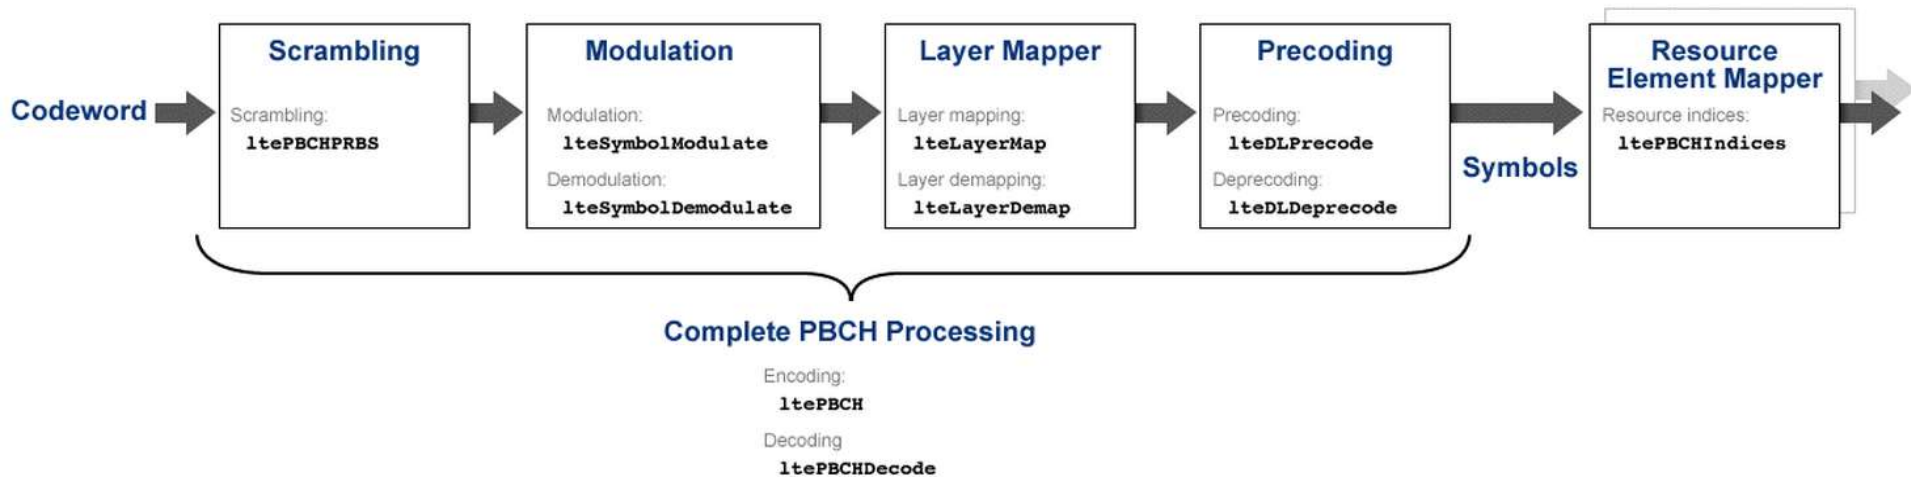 Codeword
Scrambling
Scrambling:
ltePBCHPRBS
Modulation
Modulation:
lteSymbolModulate
Demodulation:
lteSymbolDemodulate
Layer Mapper
Layer mapping:
lteLayerMap
Layer demapping:
lteLayerDemap
Precoding
Precoding:
lteDLPrecode
Deprecoding:
lteDLDeprecode
Symbols
Resource
Element Mapper
Resource indices:
ltePBCHIndices
Complete PBCH Processing
Encoding:
ltePBCH
Decoding
ltePBCHDecode